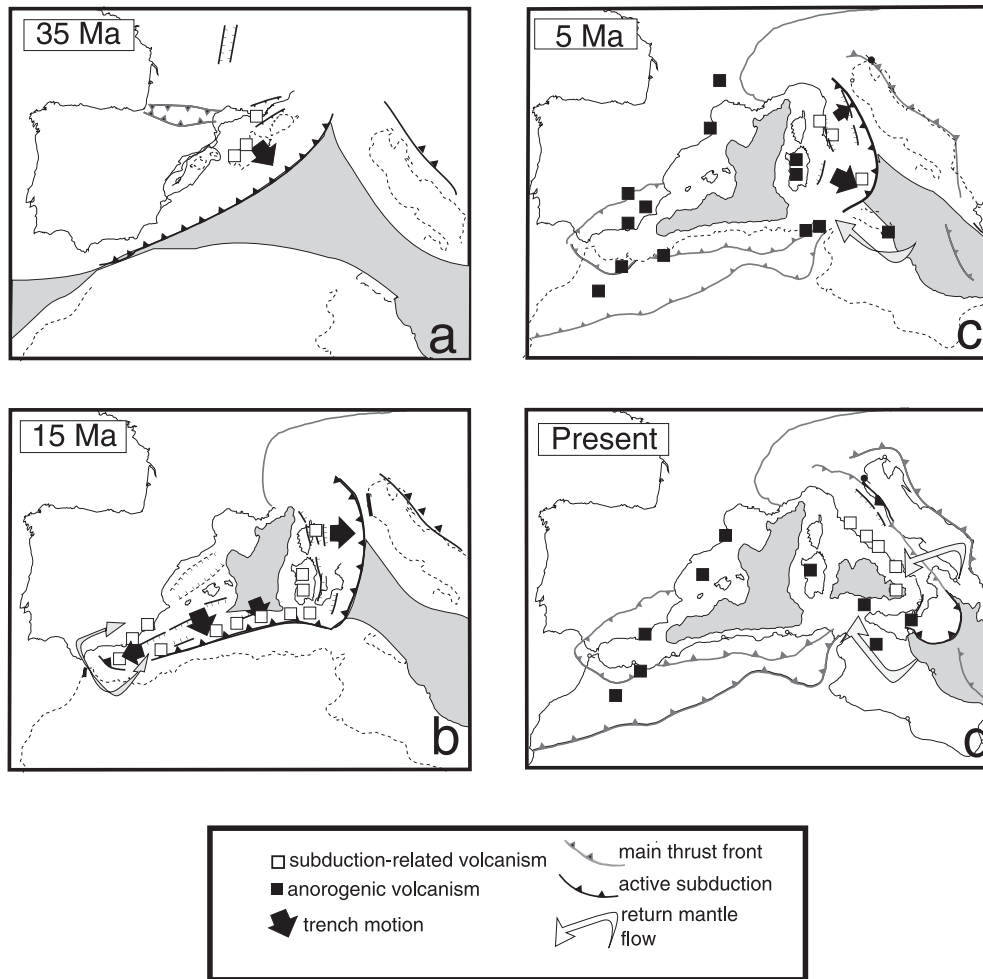 35 Ma
a
5 Ma
c
15 Ma
b
Present
d
subduction-related volcanism
anorogenic volcanism
trench motion
main thrust front
active subduction
return mantle
flow